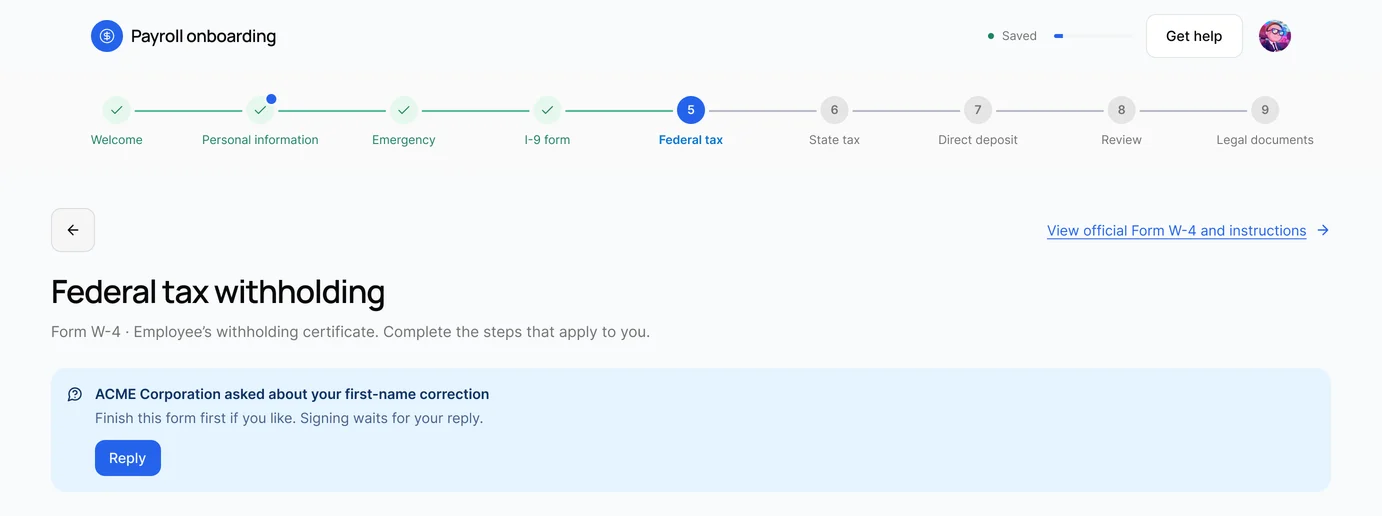 Payroll onboarding
Saved
Get help
5
6
7
8
9
Welcome
Personal information
Emergency
I-9 form
Federal tax
State tax
Direct deposit
Review
Legal documents
View official Form W-4 and instructions
Federal tax withholding
Form W-4 · Employee’s withholding certificate. Complete the steps that apply to you.
ACME Corporation asked about your first-name correction
Finish this form first if you like. Signing waits for your reply.
Reply